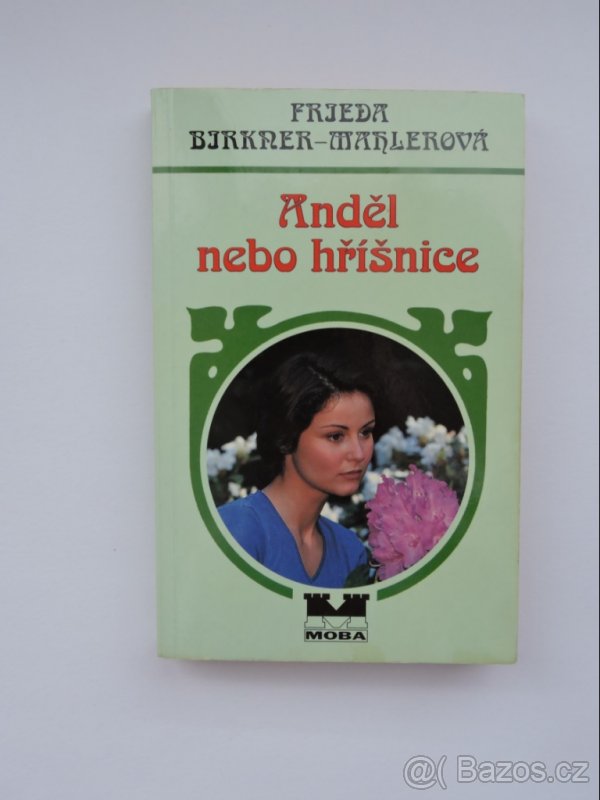 FRIEDA
BIRKNER-MAHLEROVÁ
Anděl
nebo hříšnice
MOBA
@( Bazos.cz